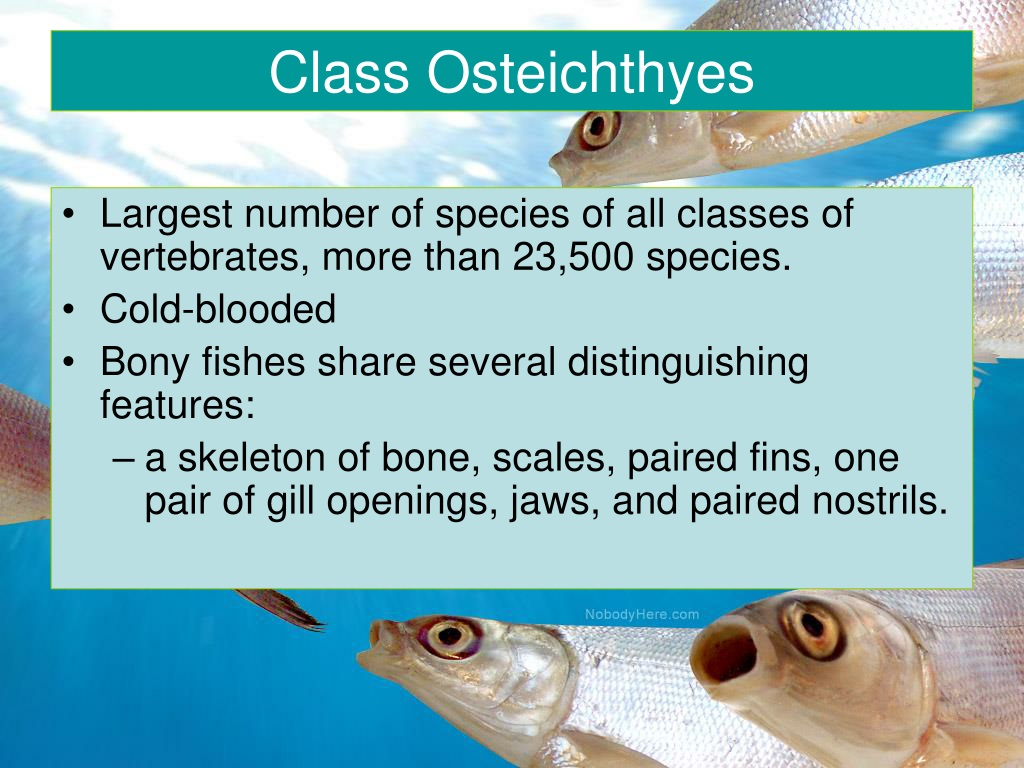 Class Osteichthyes
• Largest number of species of all classes of
vertebrates, more than 23,500 species.
• Cold-blooded
• Bony fishes share several distinguishing
features:
– a skeleton of bone, scales, paired fins, one
pair of gill openings, jaws, and paired nostrils.
NobodyHere.com